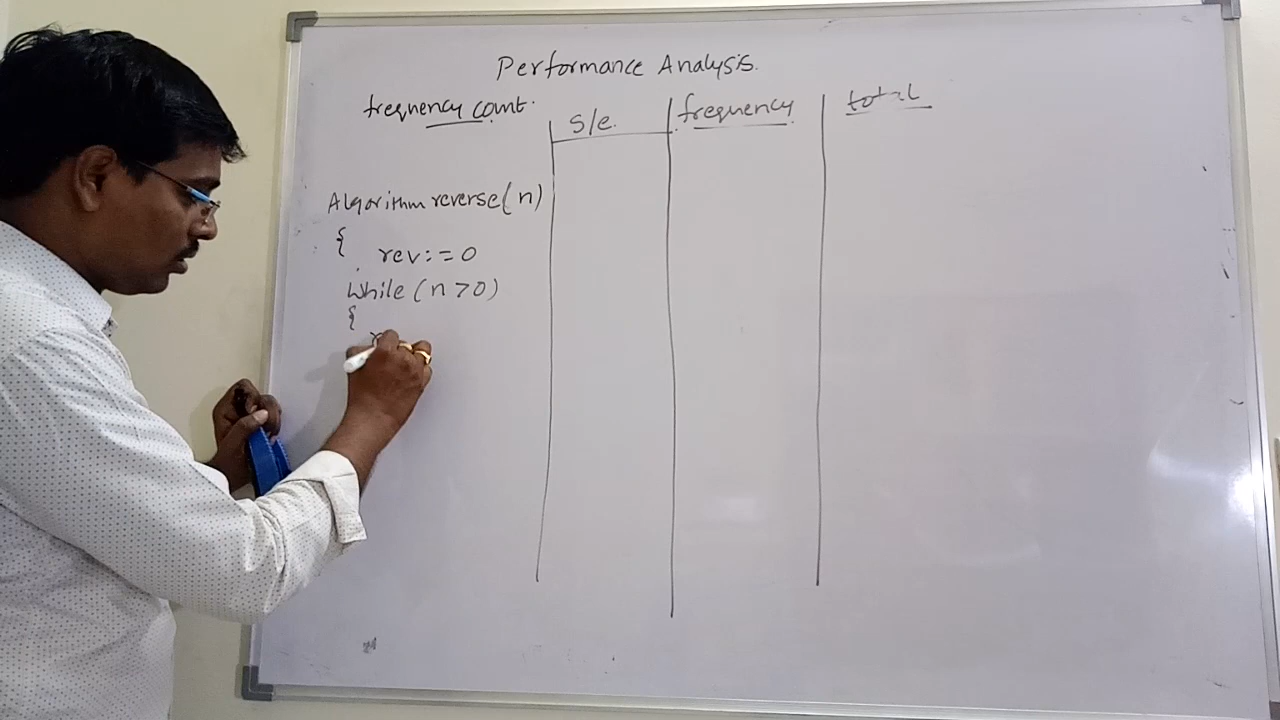 Performance Analysis.
frequency count.
s/e. frequency total
Algorithm reverse(n)
{
rev:=0
while (n>0)
{
r